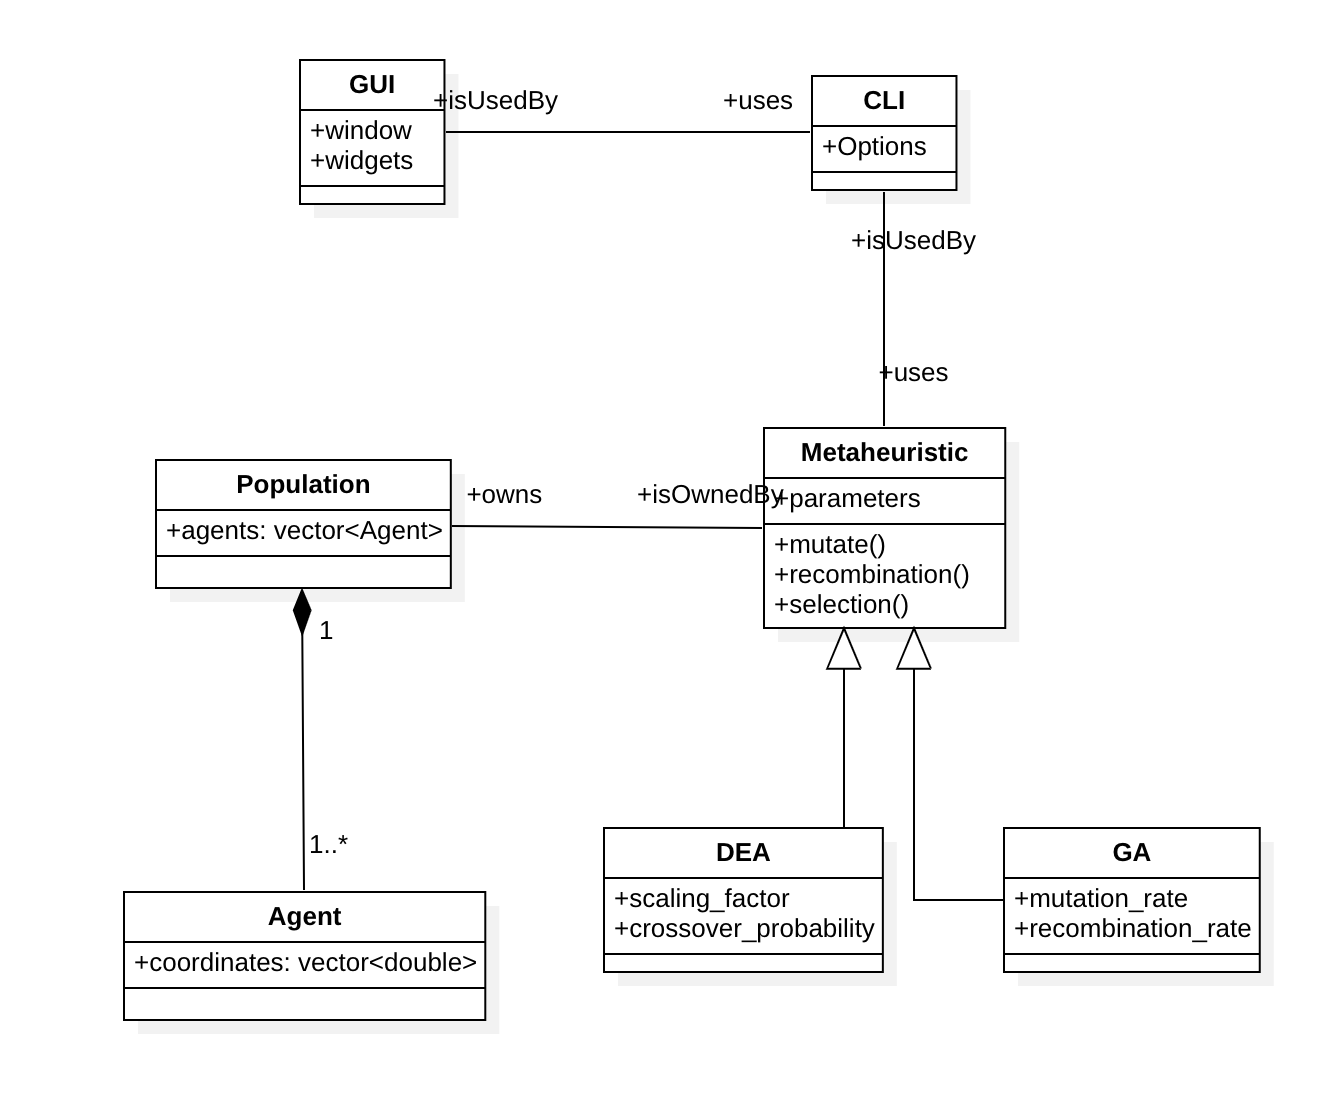 GUI
+window
+widgets
+isUsedBy
+uses
CLI
+Options
+isUsedBy
+uses
Population
+agents: vector<Agent>
+owns
+isOwnedBy
Metaheuristic
+parameters
+mutate()
+recombination()
+selection()
1
1..*
Agent
+coordinates: vector<double>
DEA
+scaling_factor
+crossover_probability
GA
+mutation_rate
+recombination_rate